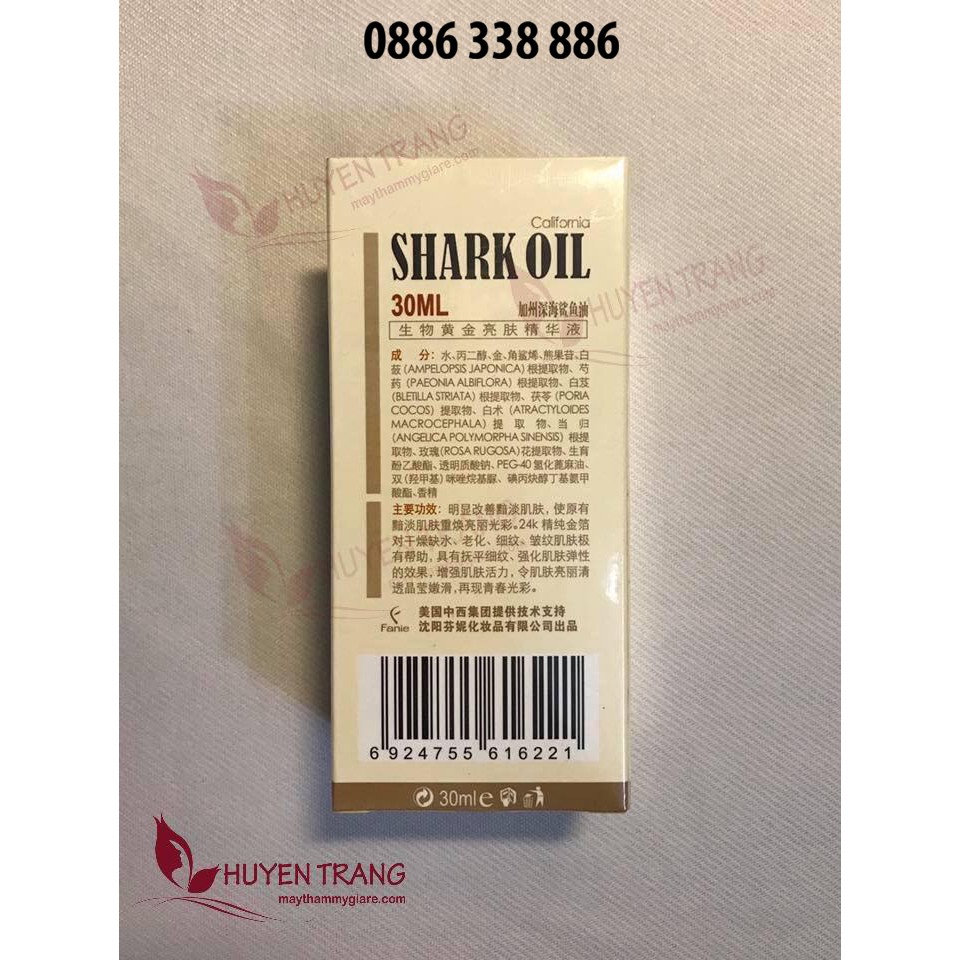 0886 338 886
HUYEN TRANG
maythammygiare.com
California
SHARK OIL
30ML 加州深海鲨鱼油
生物黄金亮肤精华液
成 分：水、丙二醇、金、角鲨烯、熊果苷、白
蔹(AMPELOPSIS JAPONICA)根提取物、芍
药(PAEONIA ALBIFLORA)根提取物、白芨
(BLETILLA STRIATA)根提取物、茯苓(PORIA
COCOS)提取物、白术(ATRACTYLOIDES
MACROCEPHALA)提取物、当归
(ANGELICA POLYMORPHA SINENSIS)根提
取物、玫瑰(ROSA RUGOSA)花提取物、生育
酚乙酸酯、透明质酸钠、PEG-40氢化蓖麻油、
双(羟甲基)咪唑烷基脲、碘丙炔醇丁基氨甲
酸酯、香精
主要功效：明显改善黯淡肌肤，使原有
黯淡肌肤重焕亮丽光彩。24k精纯金箔
对干燥缺水、老化、细纹、皱纹肌肤极
有帮助，具有抚平细纹、强化肌肤弹性
的效果，增强肌肤活力，令肌肤亮丽清
透晶莹嫩滑，再现青春光彩。
美国中西集团提供技术支持
Fanie 沈阳芬妮化妆品有限公司出品
6 924755 616221
30ml e
HUYEN TRANG
maythammygiare.com